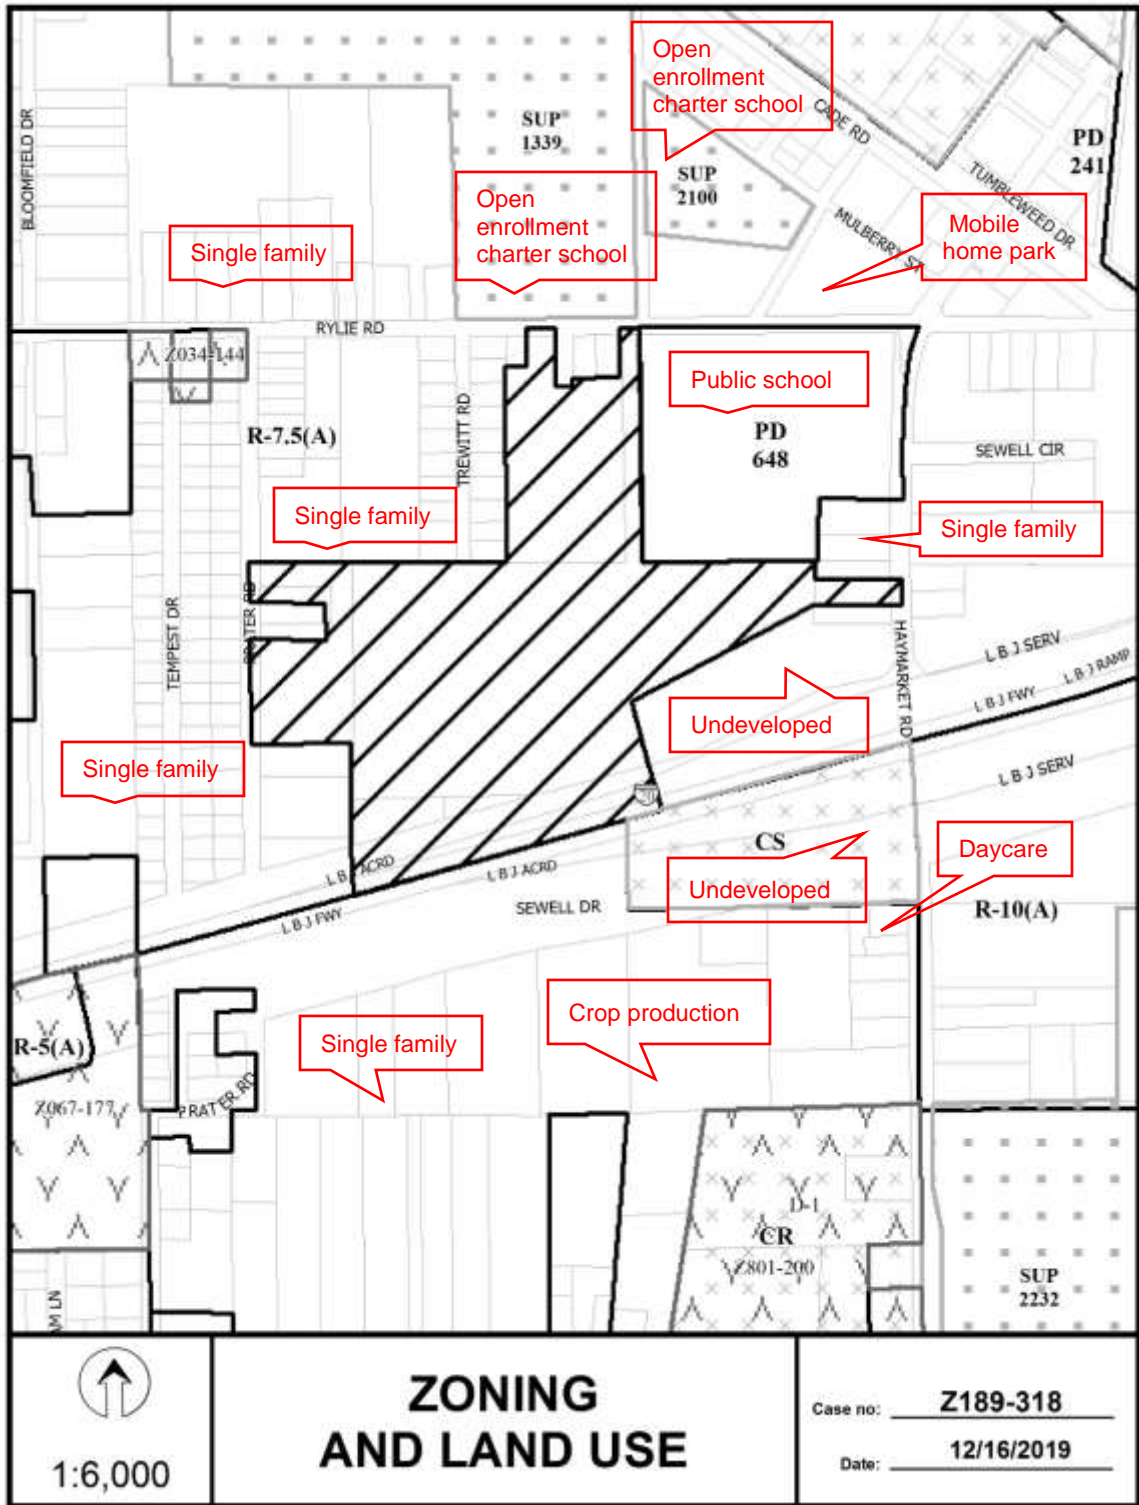 Open
enrollment
charter school
BLOOMFIELD DR
SUP
1339
CADE RD
PD
241
SUP
2100
TUMBLEWEED DR
Open
enrollment
charter school
MULBERRY ST
Mobile
home park
Single family
RYLIE RD
Z034-144
Public school
TREWITT RD
R-7.5(A)
PD
648
SEWELL CIR
Single family
Single family
TEMPEST DR
PRATER RD
HAYMARKET RD
L B J SERV
L B J RAMP
L B J FWY
Undeveloped
Single family
L B J SERV
20
CS
Daycare
L B J ACRD
L B J ACRD
Undeveloped
SEWELL DR
R-10(A)
L B J FWY
Crop production
Single family
R-5(A)
Z067-177
PRATER RD
D-1
CR
Z801-200
SUP
2232
AM LN
1:6,000
ZONING
AND LAND USE
Case no: Z189-318
Date: 12/16/2019